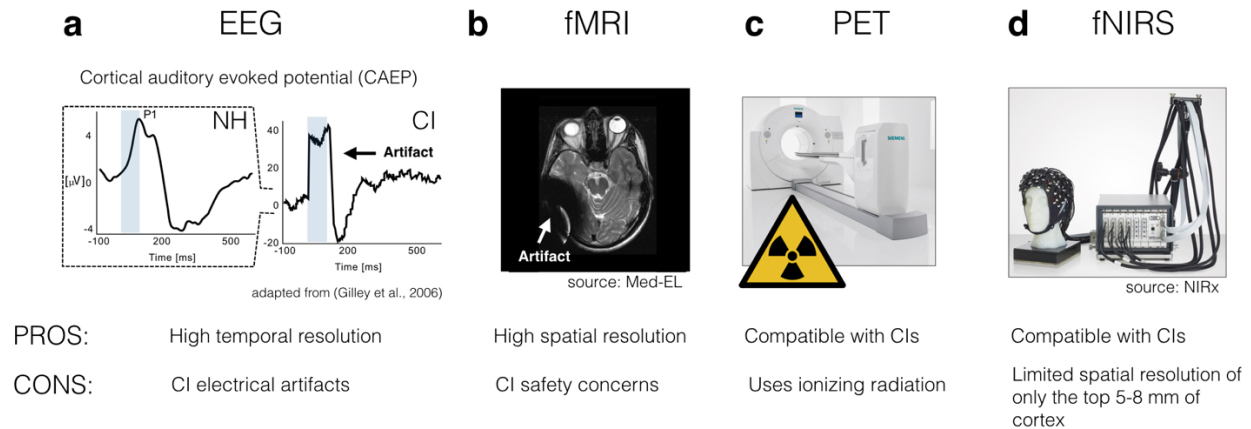 a EEG
Cortical auditory evoked potential (CAEP)
P1
NH
4
[µV]0
0
-4
-100 200 500
Time [ms]
CI
40
Artifact
20
0
-20
-100 200 500
Time [ms]
adapted from (Gilley et al., 2006)
b fMRI
Artifact
source: Med-EL
c PET
SIEMENS
d fNIRS
source: NIRx
PROS: High temporal resolution High spatial resolution Compatible with CIs Compatible with CIs
CONS: CI electrical artifacts CI safety concerns Uses ionizing radiation Limited spatial resolution of
only the top 5-8 mm of
cortex